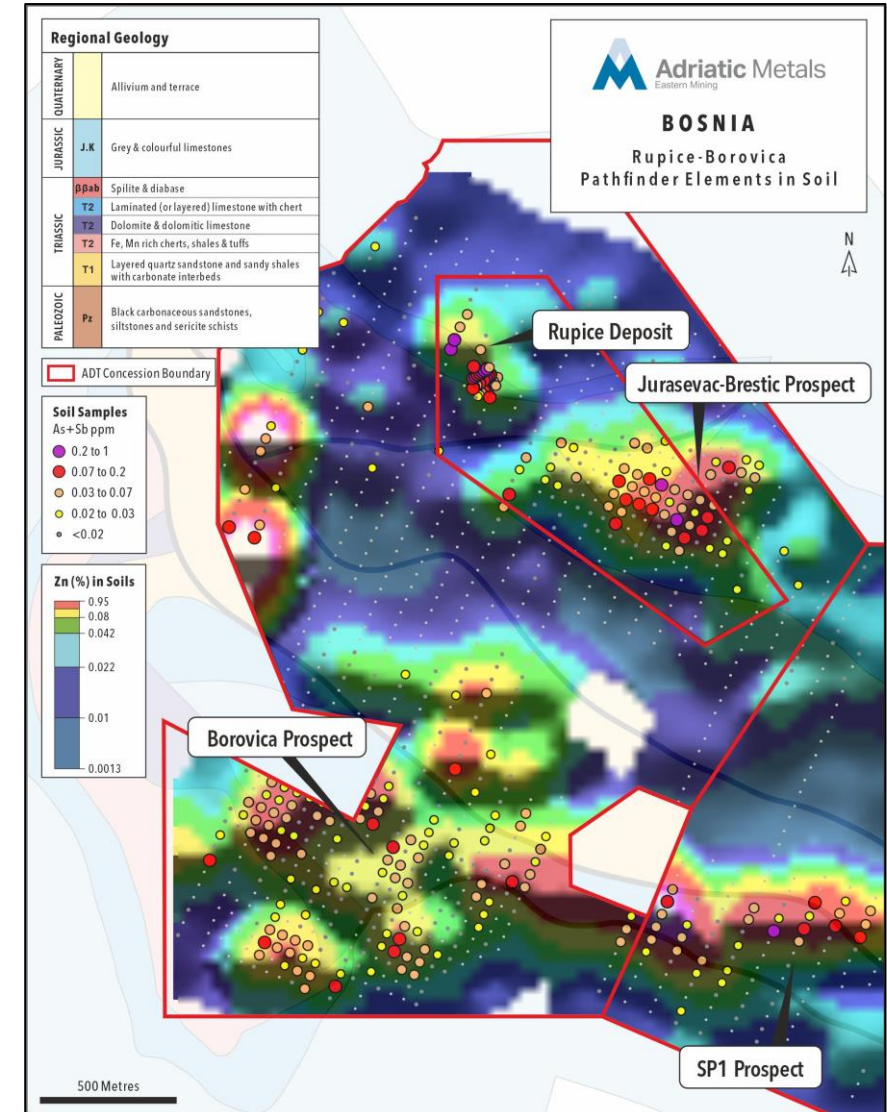 Regional Geology
QUATERNARY
Allivium and terrace
JURASSIC
J.K
Grey & colourful limestones
TRIASSIC
ββab
Spilite & diabase
T2
Laminated (or layered) limestone with chert
T2
Dolomite & dolomitic limestone
T2
Fe, Mn rich cherts, shales & tuffs
T1
Layered quartz sandstone and sandy shales
with carbonate interbeds
PALEOZOIC
Pz
Black carbonaceous sandstones,
siltstones and sericite schists
ADT Concession Boundary
Soil Samples
As+Sb ppm
0.2 to 1
0.07 to 0.2
0.03 to 0.07
0.02 to 0.03
<0.02
Zn (%) in Soils
0.95
0.08
0.042
0.022
0.01
0.0013
Adriatic Metals
Eastern Mining
BOSNIA
Rupice-Borovica
Pathfinder Elements in Soil
N
Rupice Deposit
Jurasevac-Brestic Prospect
Borovica Prospect
SP1 Prospect
500 Metres